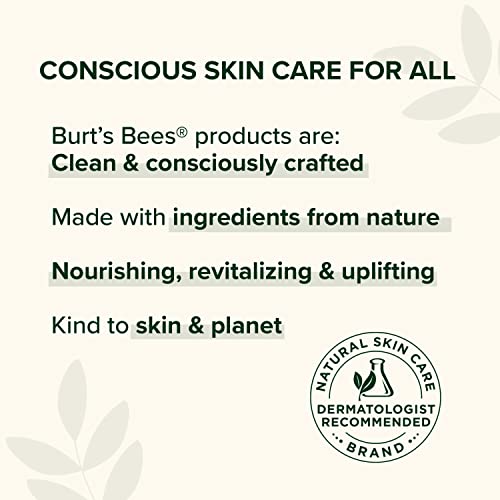 CONSCIOUS SKIN CARE FOR ALL
Burt's Bees® products are:
Clean & consciously crafted
Made with ingredients from nature
Nourishing, revitalizing & uplifting
Kind to skin & planet
NATURAL SKIN CARE
DERMATOLOGIST
RECOMMENDED
BRAND